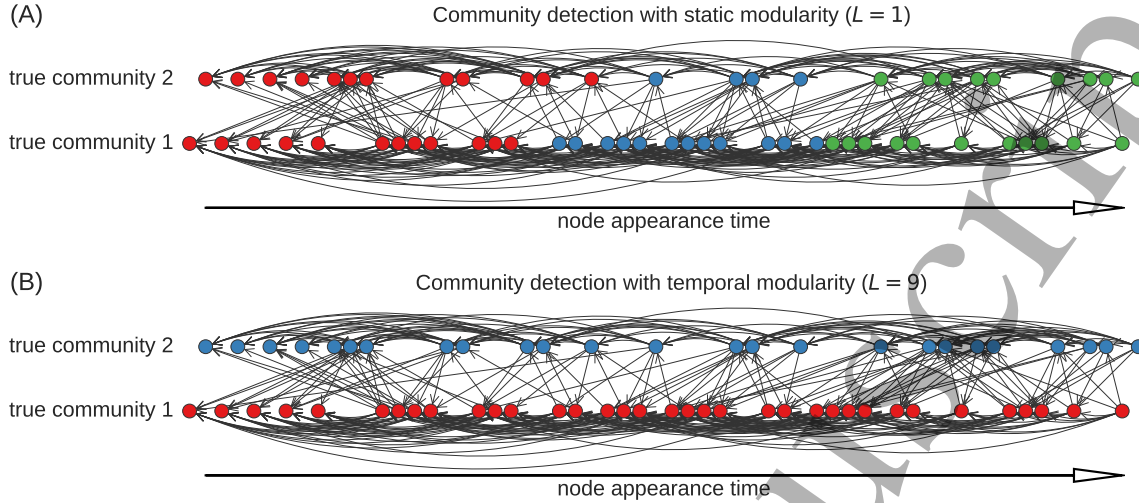 (A)
Community detection with static modularity (L = 1)
true community 2
true community 1
node appearance time
(B)
Community detection with temporal modularity (L = 9)
true community 2
true community 1
node appearance time
uscrip